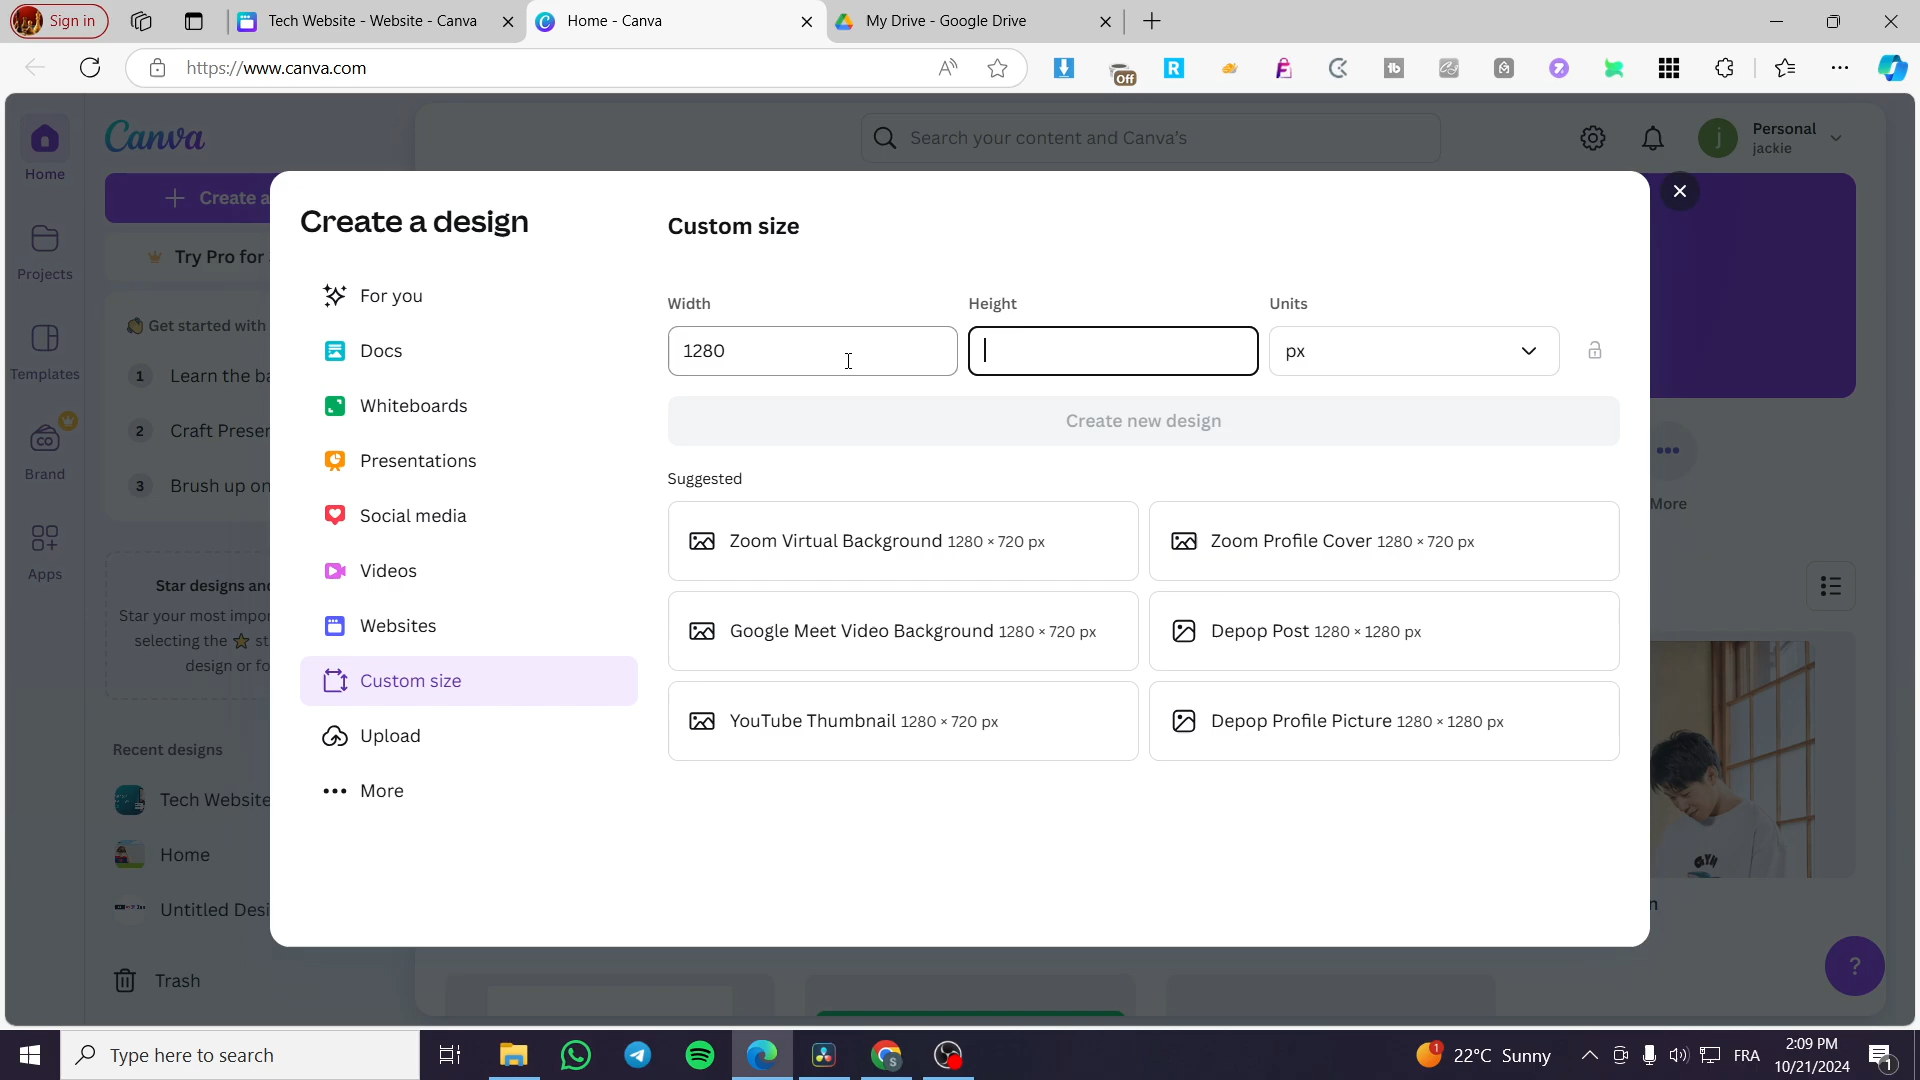 Sign in
Tech Website - Website - Canva
Home - Canva
My Drive - Google Drive
https://www.canva.com
Off
Canva
Search your content and Canva's
Personal
jackie
Home
Create a
Try Pro for
Projects
Get started with
1 Learn the ba
Templates
2 Craft Preser
3 Brush up on
Brand
Apps
Star designs and
Star your most impor
selecting the st
design or fo
Recent designs
Tech Website
Home
Untitled Desi
Trash
Create a design
For you
Docs
Whiteboards
Presentations
Social media
Videos
Websites
Custom size
Upload
More
Custom size
Width Height Units
1280 px
Create new design
Suggested
Zoom Virtual Background 1280 × 720 px
Zoom Profile Cover 1280 × 720 px
Google Meet Video Background 1280 × 720 px
Depop Post 1280 × 1280 px
YouTube Thumbnail 1280 × 720 px
Depop Profile Picture 1280 × 1280 px
More
?
Type here to search
22°C Sunny
FRA
2:09 PM
10/21/2024
1